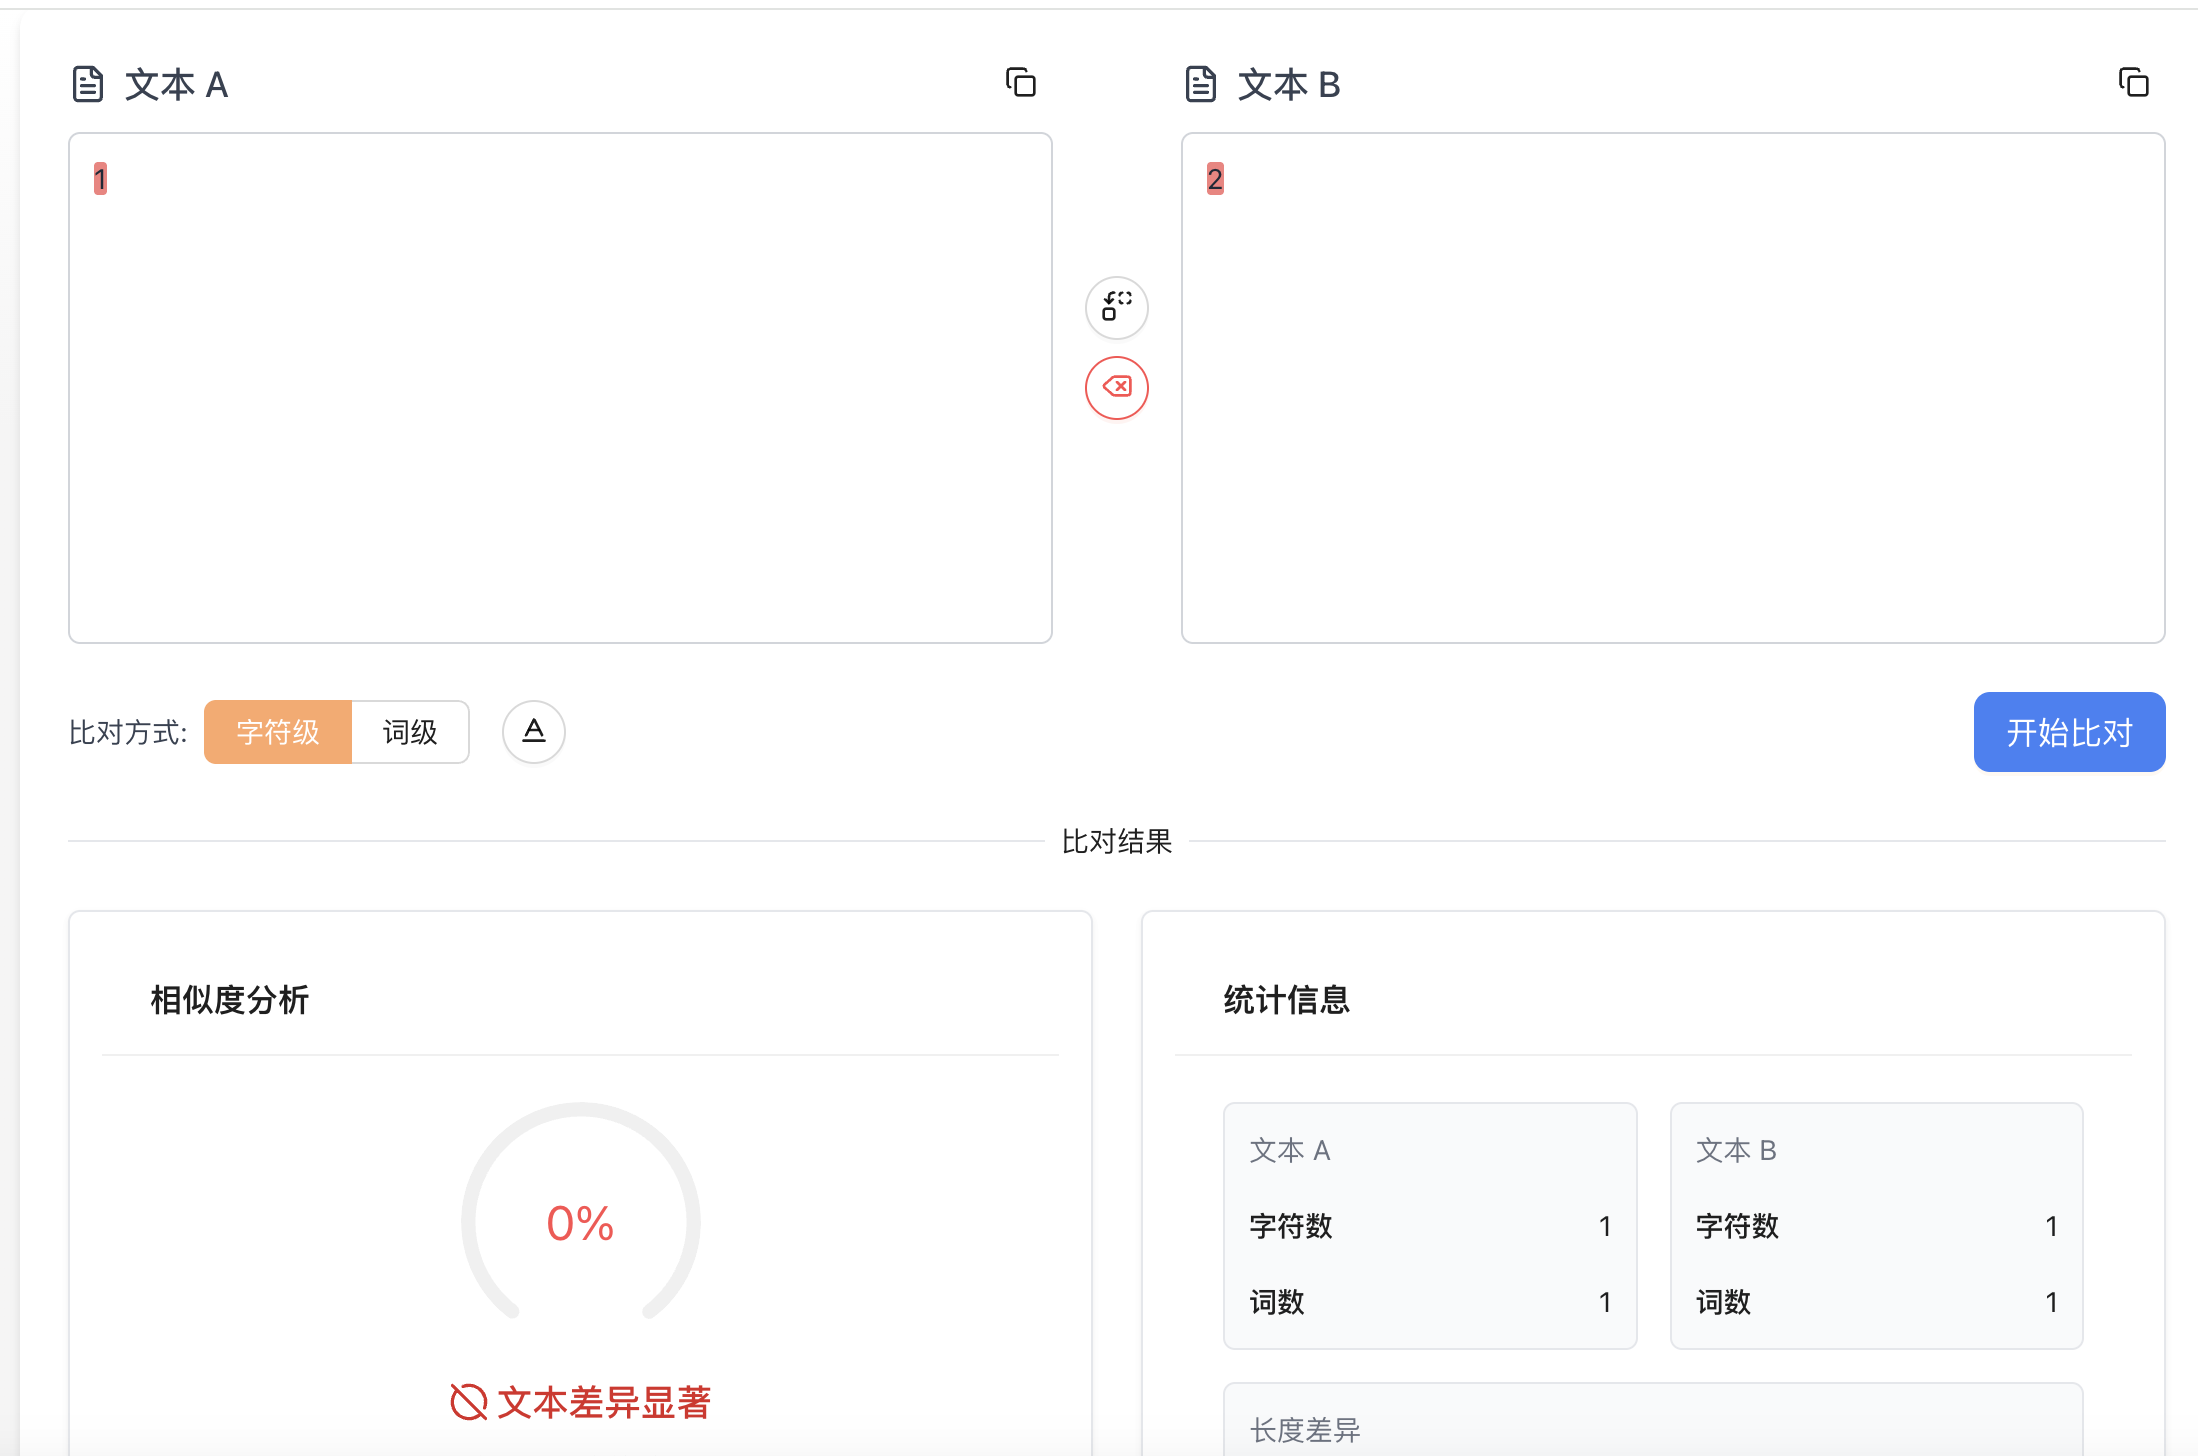 文本 A
文本 B
1
2
比对方式:
字符级
词级
A
开始比对
比对结果
相似度分析
统计信息
0%
文本差异显著
文本 A
字符数 1
词数 1
文本 B
字符数 1
词数 1
长度差异